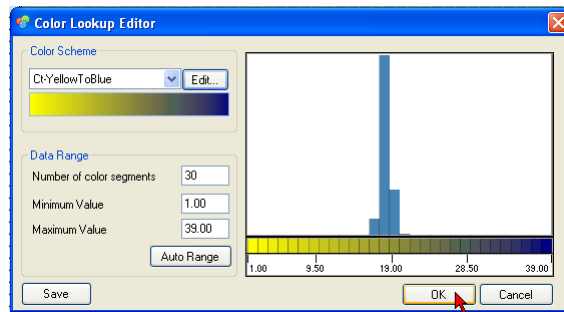 Color Lookup Editor
Color Scheme
Ct-YellowToBlue
Edit...
Data Range
Number of color segments 30
Minimum Value 1.00
Maximum Value 39.00
Auto Range
1.00 9.50 19.00 28.50 39.00
Save OK Cancel